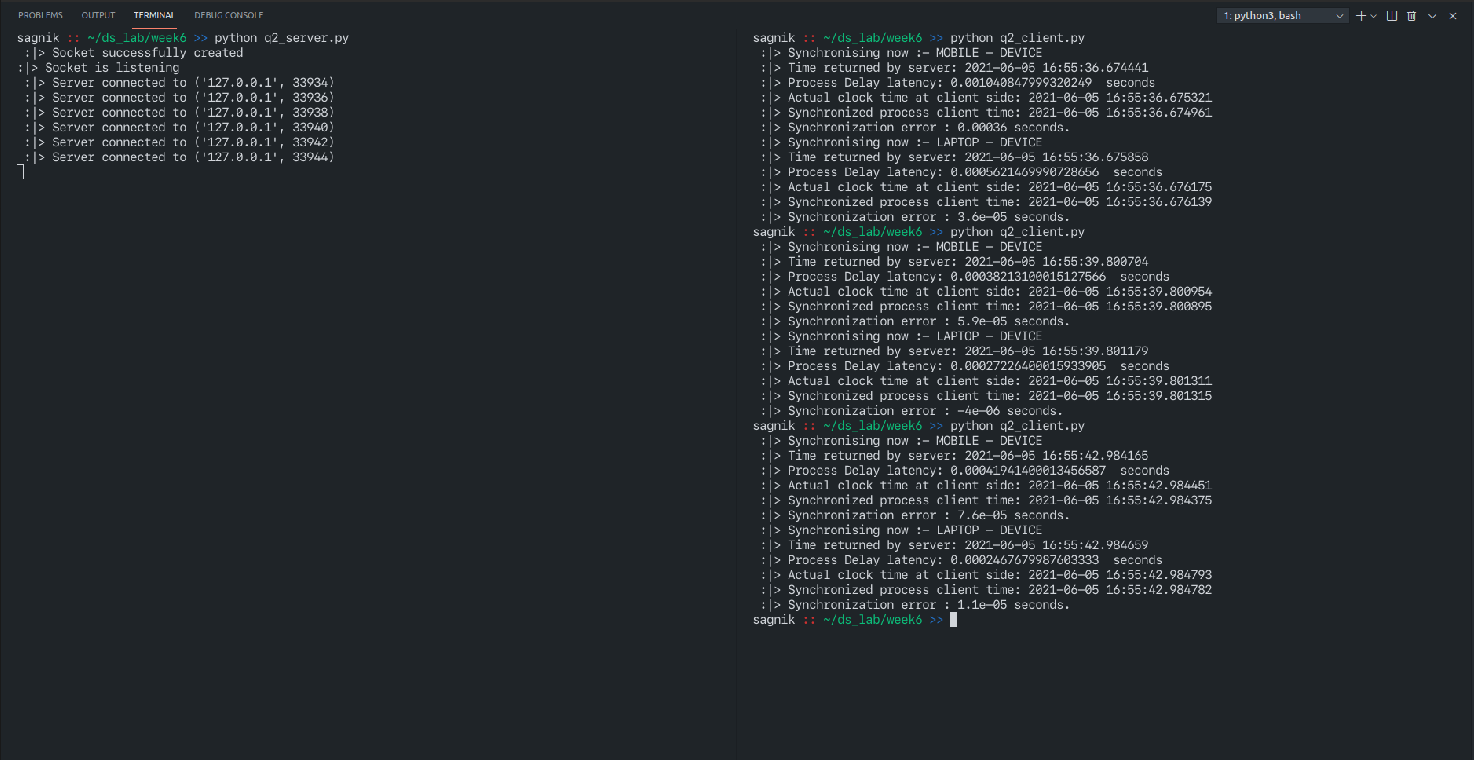 PROBLEMS OUTPUT TERMINAL DEBUG CONSOLE 1: python3, bash
sagnik :: ~/ds_lab/week6 >> python q2_server.py
:|> Socket successfully created
:|> Socket is listening
:|> Server connected to ('127.0.0.1', 33934)
:|> Server connected to ('127.0.0.1', 33936)
:|> Server connected to ('127.0.0.1', 33938)
:|> Server connected to ('127.0.0.1', 33940)
:|> Server connected to ('127.0.0.1', 33942)
:|> Server connected to ('127.0.0.1', 33944)
sagnik :: ~/ds_lab/week6 >> python q2_client.py
:|> Synchronising now :- MOBILE - DEVICE
:|> Time returned by server: 2021-06-05 16:55:36.674441
:|> Process Delay latency: 0.001040847999320249  seconds
:|> Actual clock time at client side: 2021-06-05 16:55:36.675321
:|> Synchronized process client time: 2021-06-05 16:55:36.674961
:|> Synchronization error : 0.00036 seconds.
:|> Synchronising now :- LAPTOP - DEVICE
:|> Time returned by server: 2021-06-05 16:55:36.675858
:|> Process Delay latency: 0.0005621469990728656  seconds
:|> Actual clock time at client side: 2021-06-05 16:55:36.676175
:|> Synchronized process client time: 2021-06-05 16:55:36.676139
:|> Synchronization error : 3.6e-05 seconds.
sagnik :: ~/ds_lab/week6 >> python q2_client.py
:|> Synchronising now :- MOBILE - DEVICE
:|> Time returned by server: 2021-06-05 16:55:39.800704
:|> Process Delay latency: 0.00038213100015127566  seconds
:|> Actual clock time at client side: 2021-06-05 16:55:39.800954
:|> Synchronized process client time: 2021-06-05 16:55:39.800895
:|> Synchronization error : 5.9e-05 seconds.
:|> Synchronising now :- LAPTOP - DEVICE
:|> Time returned by server: 2021-06-05 16:55:39.801179
:|> Process Delay latency: 0.00027226400015933905  seconds
:|> Actual clock time at client side: 2021-06-05 16:55:39.801311
:|> Synchronized process client time: 2021-06-05 16:55:39.801315
:|> Synchronization error : -4e-06 seconds.
sagnik :: ~/ds_lab/week6 >> python q2_client.py
:|> Synchronising now :- MOBILE - DEVICE
:|> Time returned by server: 2021-06-05 16:55:42.984165
:|> Process Delay latency: 0.00041941400013456587  seconds
:|> Actual clock time at client side: 2021-06-05 16:55:42.984451
:|> Synchronized process client time: 2021-06-05 16:55:42.984375
:|> Synchronization error : 7.6e-05 seconds.
:|> Synchronising now :- LAPTOP - DEVICE
:|> Time returned by server: 2021-06-05 16:55:42.984659
:|> Process Delay latency: 0.0002467679987603333  seconds
:|> Actual clock time at client side: 2021-06-05 16:55:42.984793
:|> Synchronized process client time: 2021-06-05 16:55:42.984782
:|> Synchronization error : 1.1e-05 seconds.
sagnik :: ~/ds_lab/week6 >>